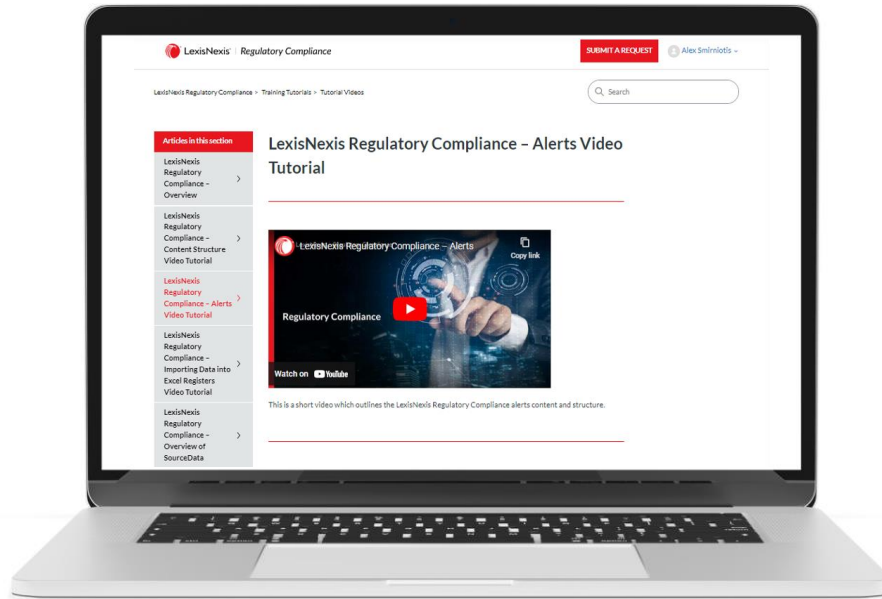 LexisNexis | Regulatory Compliance
SUBMIT A REQUEST
Alex Smirniotis
LexisNexis Regulatory Compliance > Training Tutorials > Tutorial Videos
Search
Articles in this section
LexisNexis
Regulatory
Compliance –
Overview
LexisNexis
Regulatory
Compliance –
Content Structure
Video Tutorial
LexisNexis
Regulatory
Compliance – Alerts
Video Tutorial
LexisNexis
Regulatory
Compliance –
Importing Data into
Excel Registers
Video Tutorial
LexisNexis
Regulatory
Compliance –
Overview of
SourceData
LexisNexis Regulatory Compliance – Alerts Video
Tutorial
LexisNexis Regulatory Compliance – Alerts
Copy link
Regulatory Compliance
Watch on YouTube
This is a short video which outlines the LexisNexis Regulatory Compliance alerts content and structure.